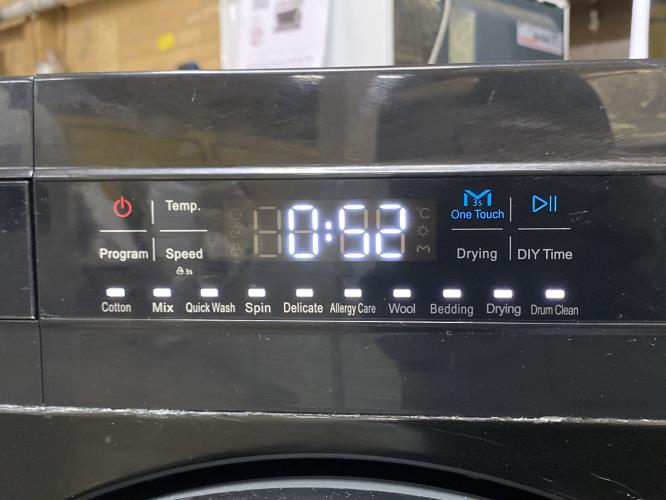 Temp.
0:52
°C
3s
One Touch
Program
Speed
3s
Drying
DIY Time
Cotton
Mix
Quick Wash
Spin
Delicate
Allergy Care
Wool
Bedding
Drying
Drum Clean